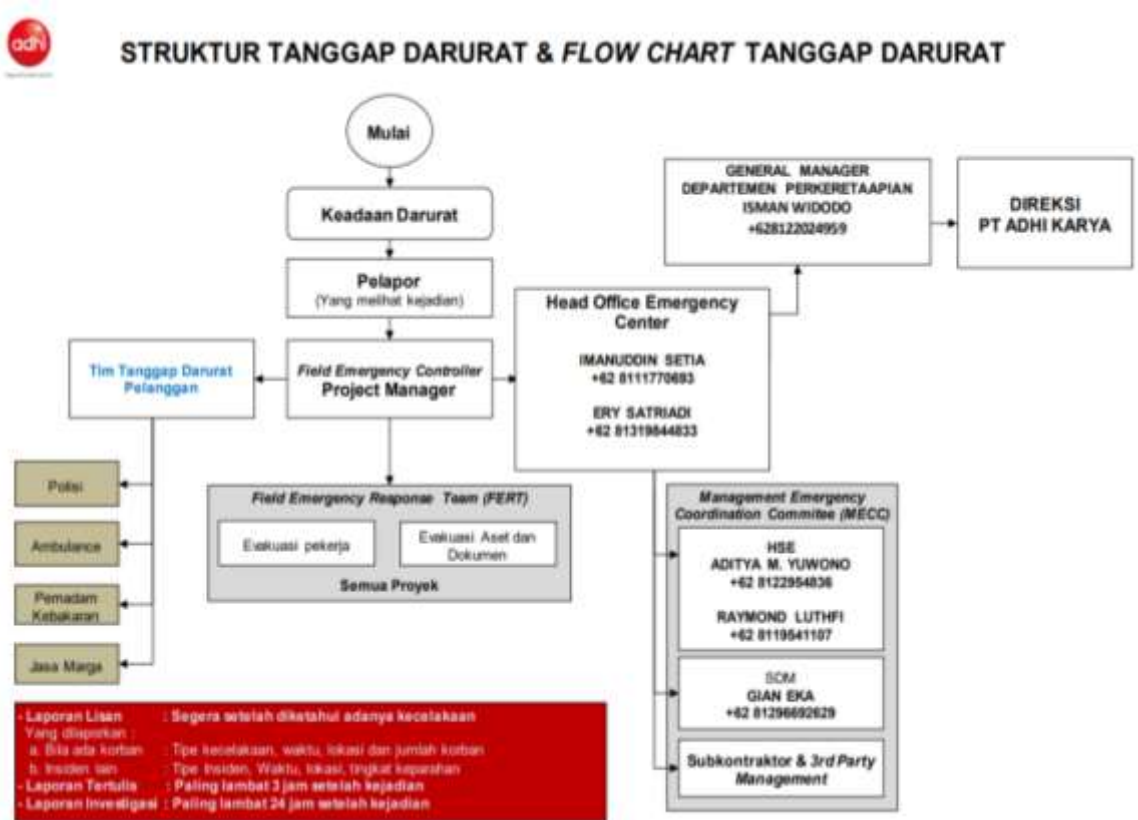 adhi
STRUKTUR TANGGAP DARURAT & FLOW CHART TANGGAP DARURAT
Mulai
Keadaan Darurat
Pelapor
(Yang melihat kejadian)
Field Emergency Controller
Project Manager
Tim Tanggap Darurat
Pelanggan
Polisi
Ambulance
Pemadam
Kebakaran
Jasa Marga
Field Emergency Response Team (FERT)
Evakuasi pekerja
Evakuasi Aset dan
Dokumen
Semua Proyek
Head Office Emergency
Center
IMANUDDIN SETIA
+62 8111770693
ERY SATRIADI
+62 81319844833
GENERAL MANAGER
DEPARTEMEN PERKERETAAPIAN
ISMAN WIDODO
+628122024959
DIREKSI
PT ADHI KARYA
Management Emergency
Coordination Commitee (MECC)
HSE
ADITYA M. YUWONO
+62 8122954836
RAYMOND LUTHFI
+62 8119541107
SDM
GIAN EKA
+62 81296692629
Subkontraktor & 3rd Party
Management
- Laporan Lisan : Segera setelah diketahui adanya kecelakaan
Yang dilaporkan :
a. Bila ada korban : Tipe kecelakaan, waktu, lokasi dan jumlah korban
b. Insiden lain : Tipe Insiden, Waktu, lokasi, tingkat keparahan
- Laporan Tertulis : Paling lambat 3 jam setelah kejadian
- Laporan Investigasi : Paling lambat 24 jam setelah kejadian